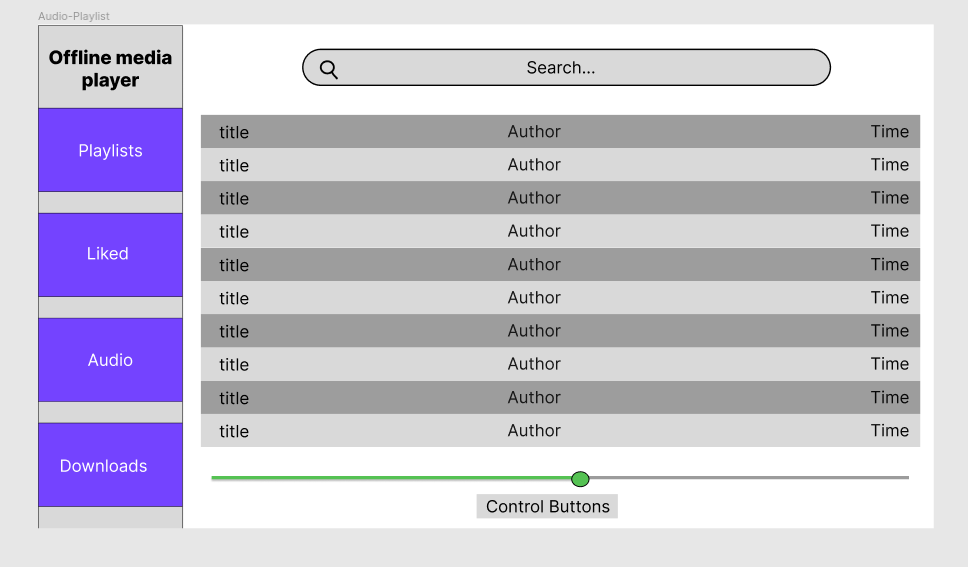 Audio-Playlist
Offline media
player
Playlists
Liked
Audio
Downloads
Search...
title Author Time
title Author Time
title Author Time
title Author Time
title Author Time
title Author Time
title Author Time
title Author Time
title Author Time
title Author Time
Control Buttons